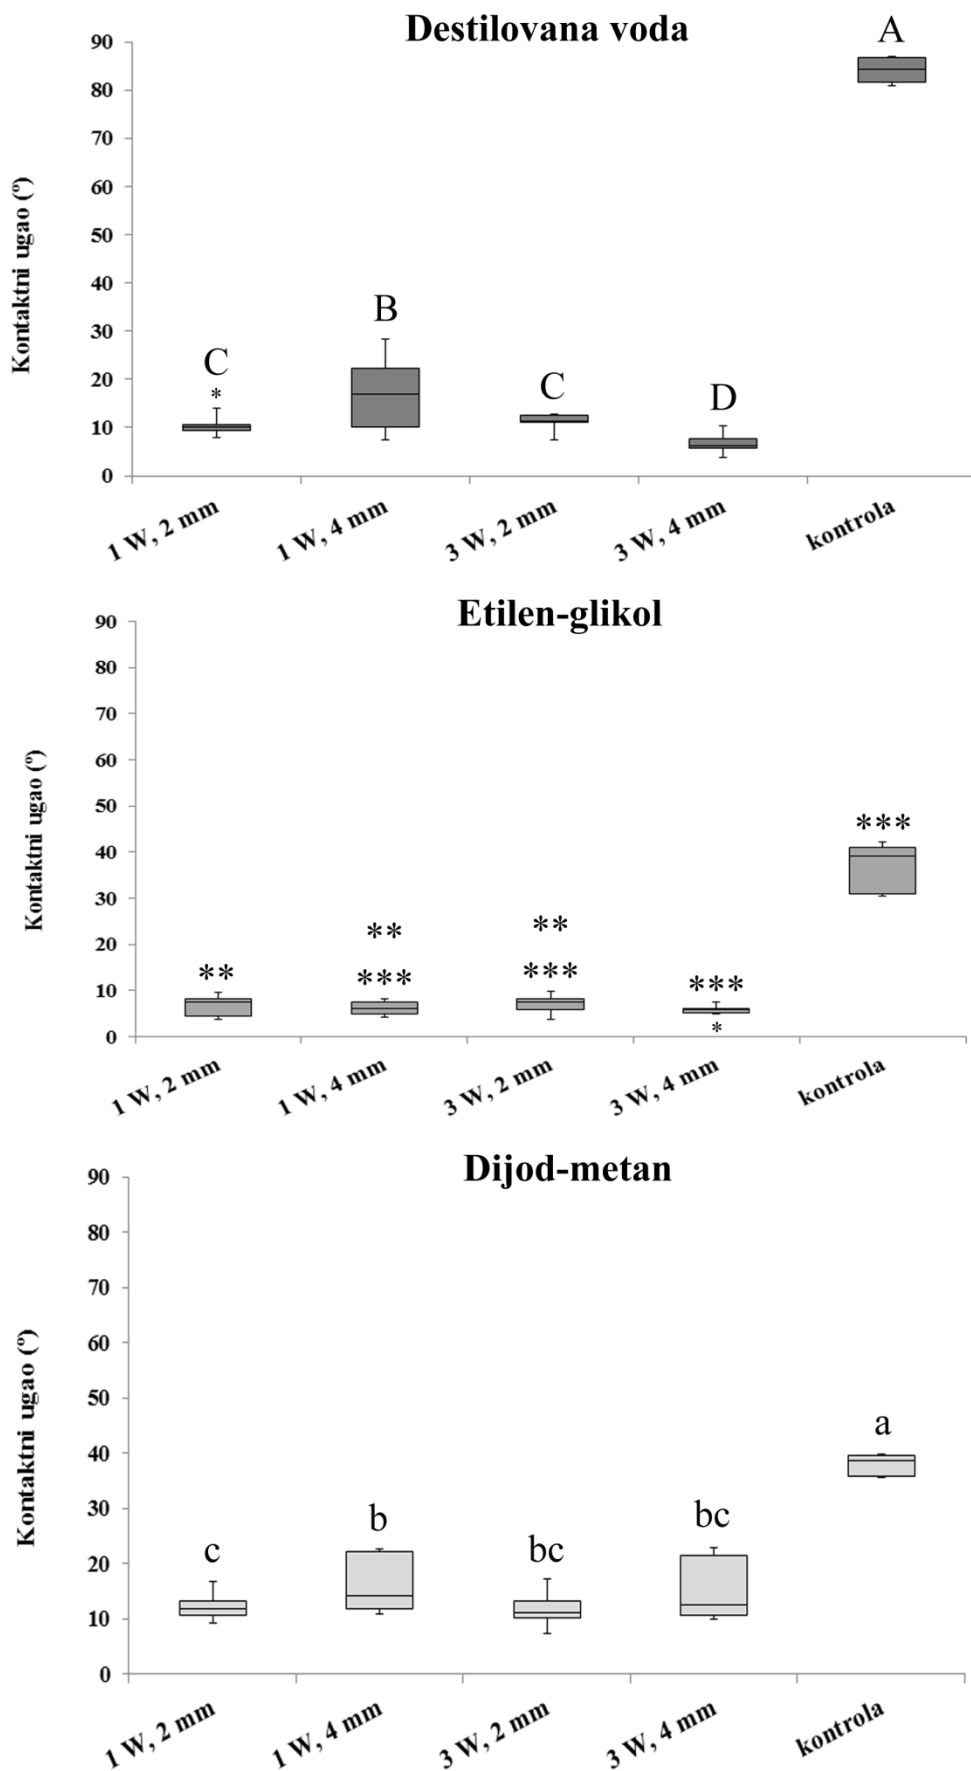 Destilovana voda
A
90
80
70
60
50
40
30
20
10
0
Kontaktni ugao (º)
B
C
*
C
D
1 W, 2 mm
1 W, 4 mm
3 W, 2 mm
3 W, 4 mm
kontrola
Etilen-glikol
90
80
70
60
50
40
30
20
10
0
Kontaktni ugao (º)
***
** **
** *** *** ***
*
1 W, 2 mm
1 W, 4 mm
3 W, 2 mm
3 W, 4 mm
kontrola
Dijod-metan
90
80
70
60
50
40
30
20
10
0
Kontaktni ugao (º)
a
c
b
bc
bc
1 W, 2 mm
1 W, 4 mm
3 W, 2 mm
3 W, 4 mm
kontrola